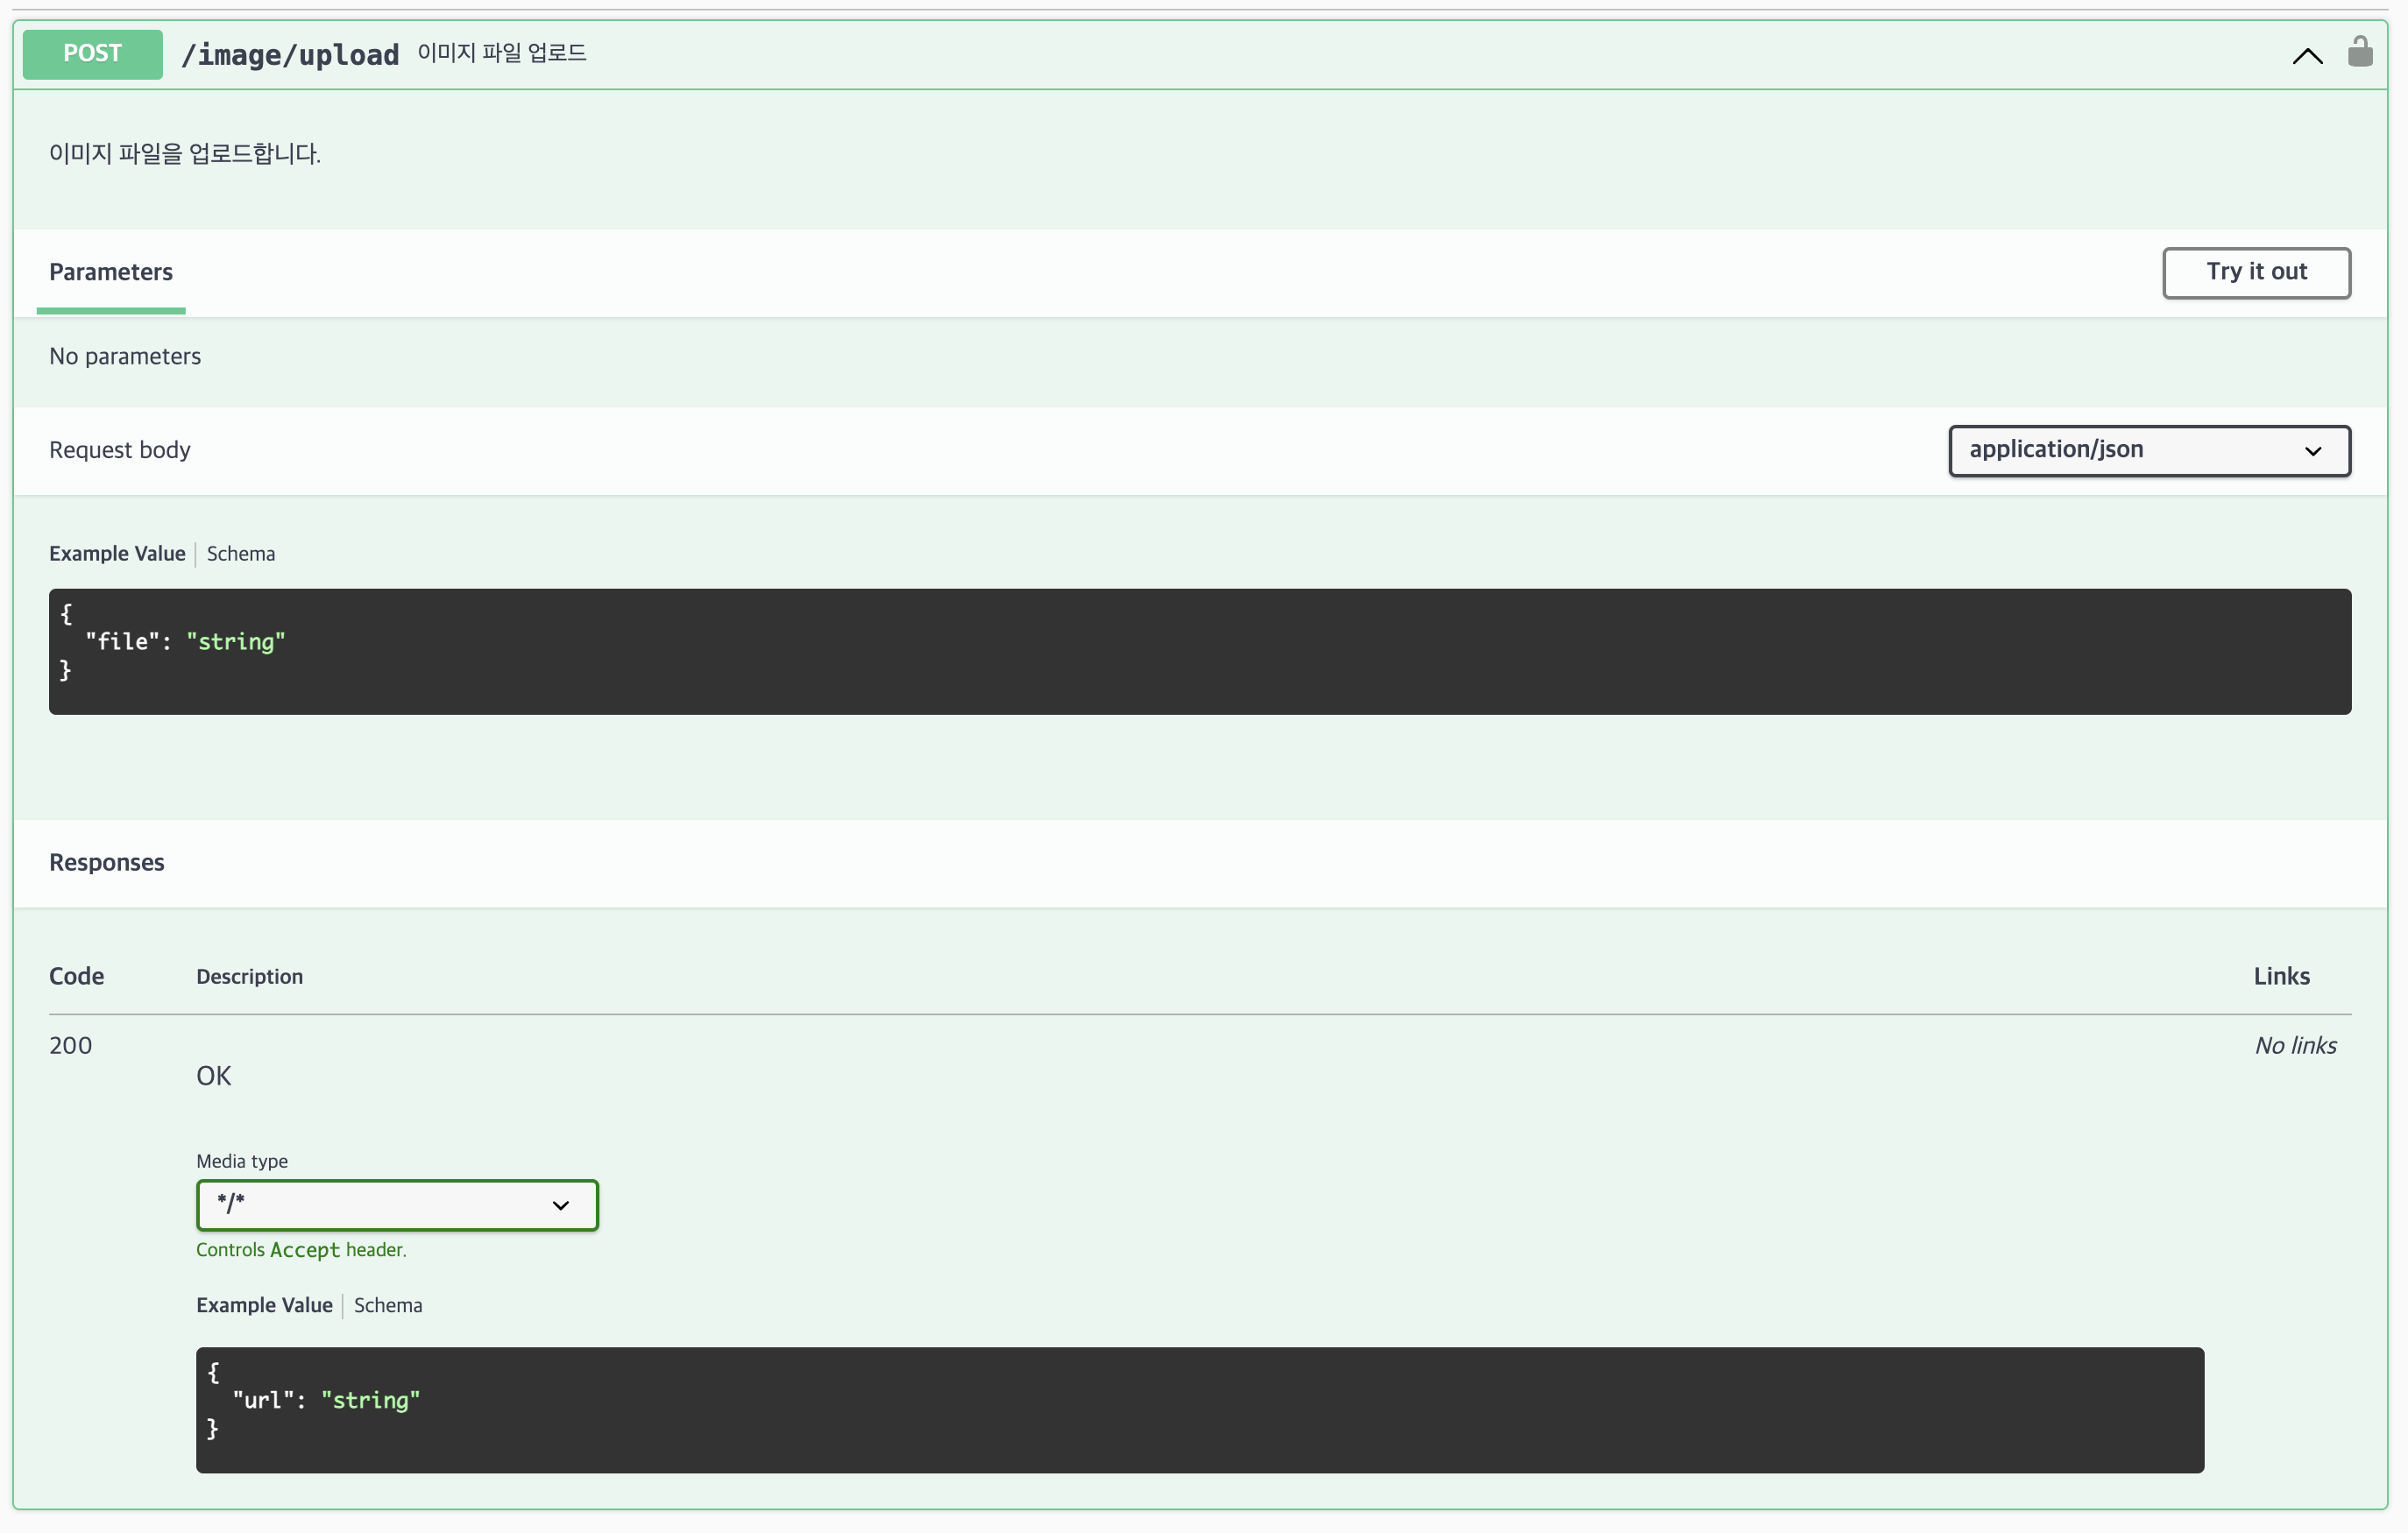 POST /image/upload 이미지 파일 업로드
이미지 파일을 업로드합니다.
Parameters
Try it out
No parameters
Request body
application/json
Example Value Schema
{
"file": "string"
}
Responses
Code Description Links
200 No links
OK
Media type
*/*
Controls Accept header.
Example Value Schema
{
"url": "string"
}